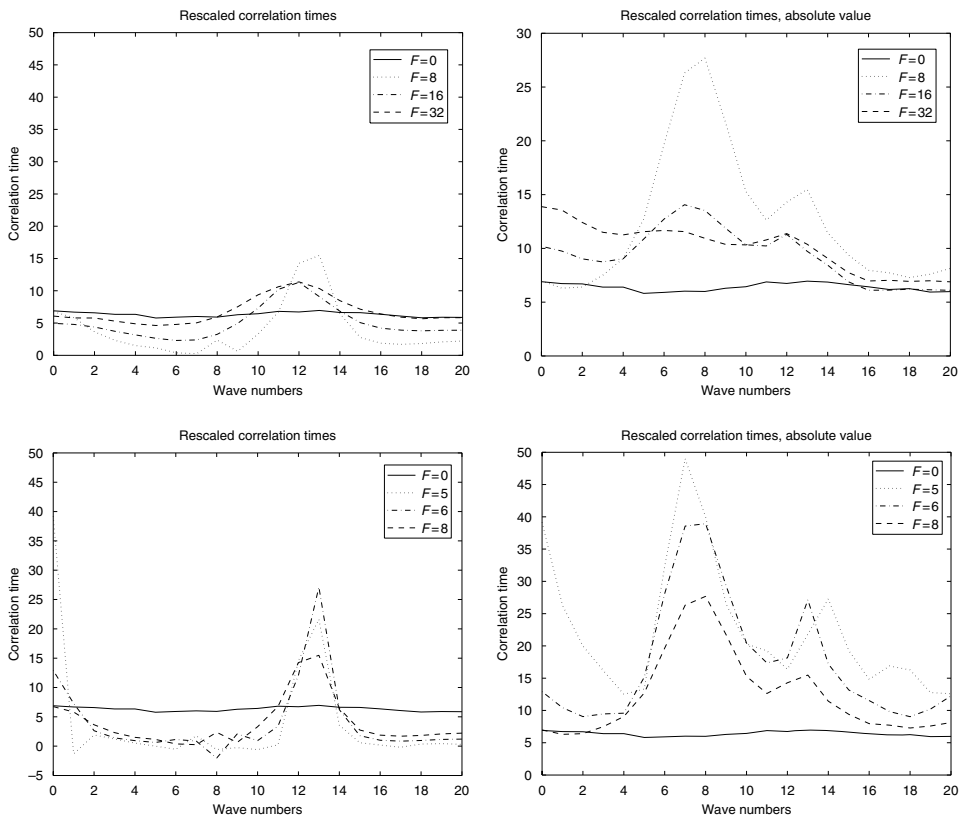 Rescaled correlation times
50
45
40
35
30
25
20
15
10
5
0
Correlation time
F=0
F=8
F=16
F=32
0 2 4 6 8 10 12 14 16 18 20
Wave numbers
Rescaled correlation times, absolute value
30
25
20
15
10
5
0
Correlation time
F=0
F=8
F=16
F=32
0 2 4 6 8 10 12 14 16 18 20
Wave numbers
Rescaled correlation times
50
45
40
35
30
25
20
15
10
5
0
−5
Correlation time
F=0
F=5
F=6
F=8
0 2 4 6 8 10 12 14 16 18 20
Wave numbers
Rescaled correlation times, absolute value
50
45
40
35
30
25
20
15
10
5
0
Correlation time
F=0
F=5
F=6
F=8
0 2 4 6 8 10 12 14 16 18 20
Wave numbers